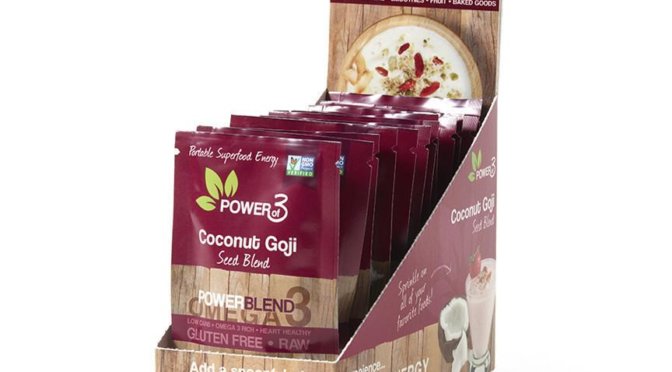 SMOOTHIES • FRUIT • BAKED GOODS
Portable Superfood Energy
NON
GMO
VERIFIED
POWER of 3
Coconut Goji
Seed Blend
POWERBLEND
OMEGA 3
LOW CARB • OMEGA 3 RICH • HEART HEALTHY
GLUTEN FREE • RAW
Add a
POWER of 3
Coconut Goji
Seed Blend
Sprinkle on
all of your
favorite foods!